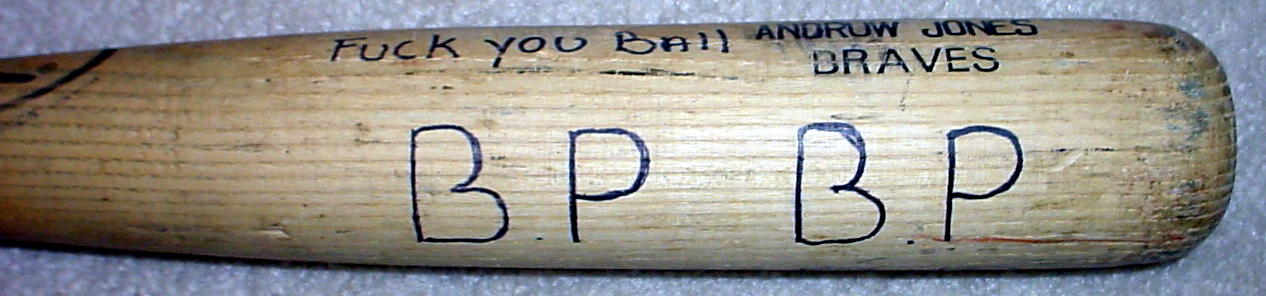 FUCK YOU BAll ANDRUW JONES
BRAVES
B.P B.P